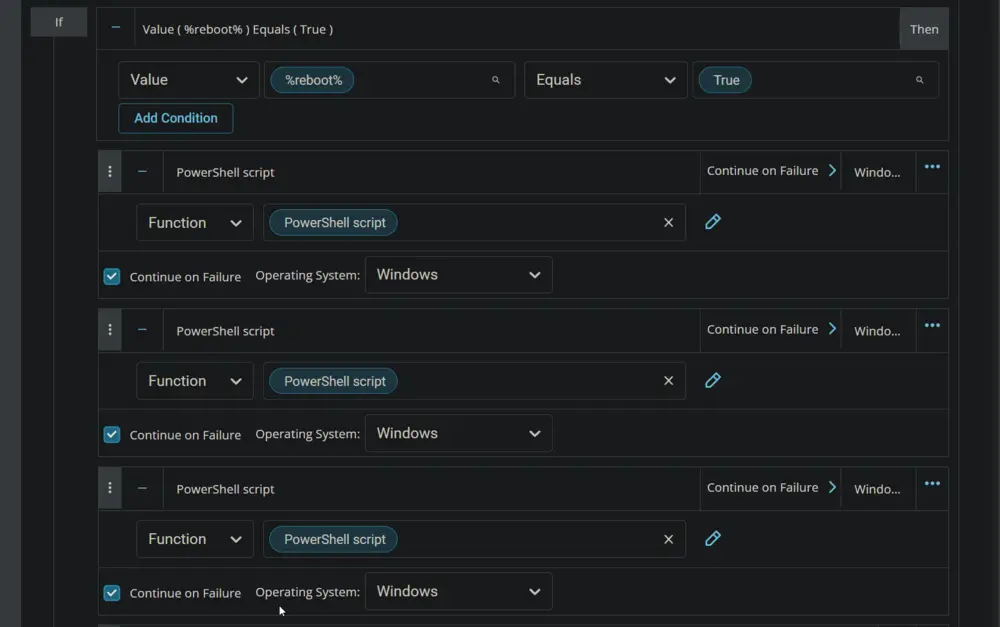 If
Value ( %reboot% ) Equals ( True )
Then
Value %reboot% Equals True
Add Condition
PowerShell script Continue on Failure Windo...
Function PowerShell script
Continue on Failure Operating System: Windows
PowerShell script Continue on Failure Windo...
Function PowerShell script
Continue on Failure Operating System: Windows
PowerShell script Continue on Failure Windo...
Function PowerShell script
Continue on Failure Operating System: Windows